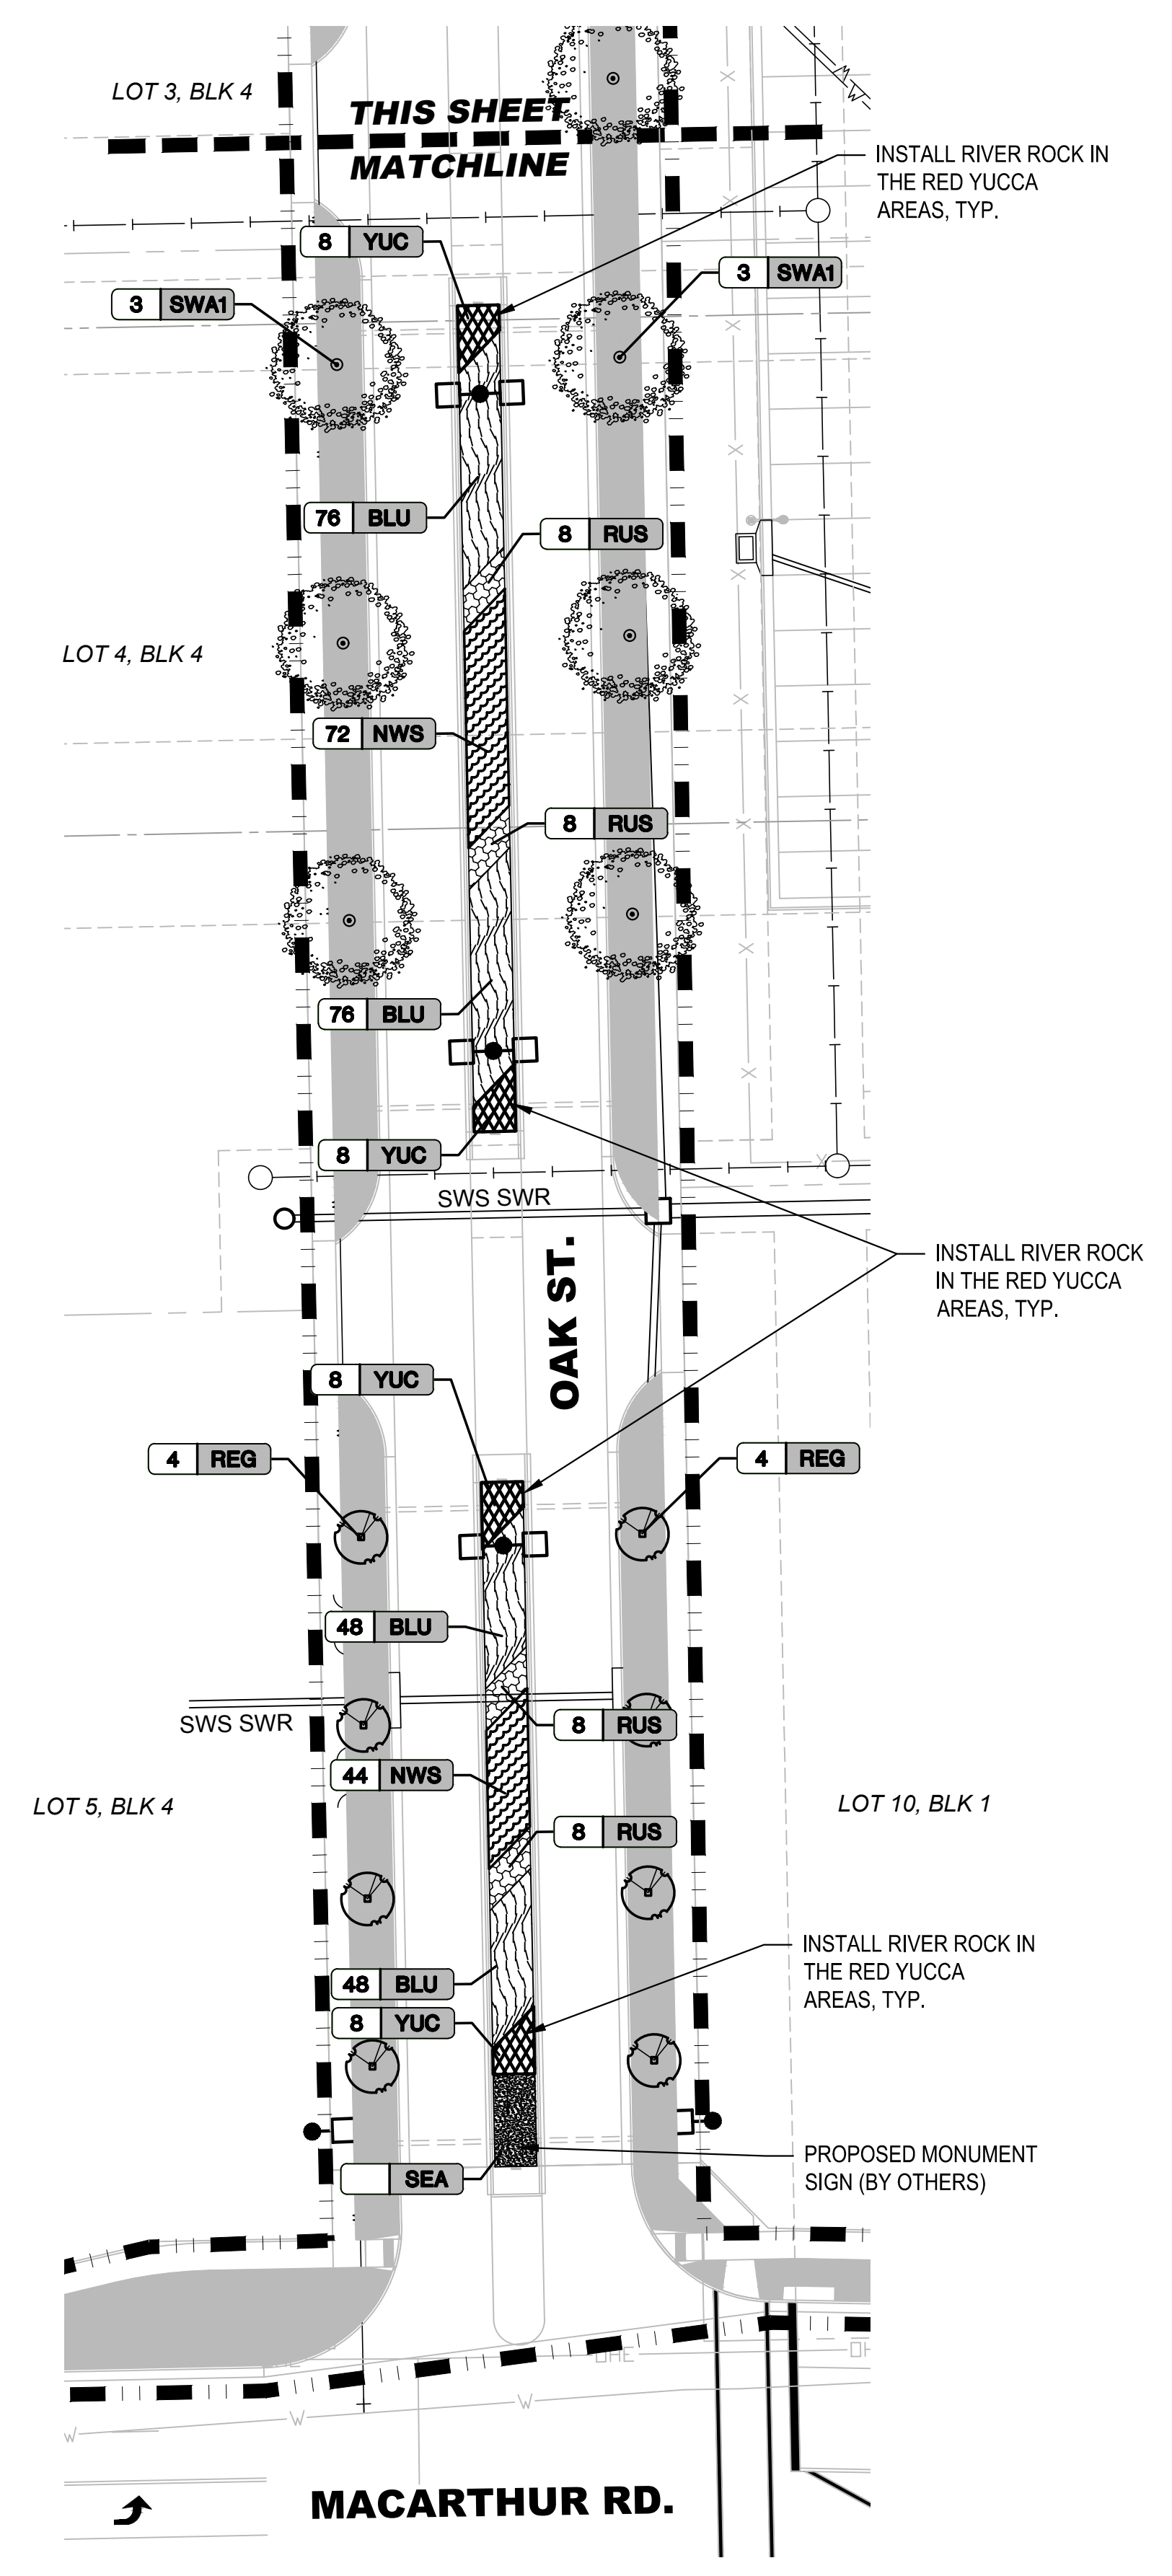 LOT 3, BLK 4
THIS SHEET
MATCHLINE
INSTALL RIVER ROCK IN
THE RED YUCCA
AREAS, TYP.
8 YUC
3 SWA1
3 SWA1
76 BLU
8 RUS
LOT 4, BLK 4
72 NWS
8 RUS
76 BLU
8 YUC
SWS SWR
OAK ST.
INSTALL RIVER ROCK
IN THE RED YUCCA
AREAS, TYP.
8 YUC
4 REG
4 REG
48 BLU
SWS SWR
8 RUS
44 NWS
LOT 5, BLK 4
LOT 10, BLK 1
8 RUS
INSTALL RIVER ROCK IN
THE RED YUCCA
AREAS, TYP.
48 BLU
8 YUC
PROPOSED MONUMENT
SIGN (BY OTHERS)
SEA
OHE
W
W
W
MACARTHUR RD.